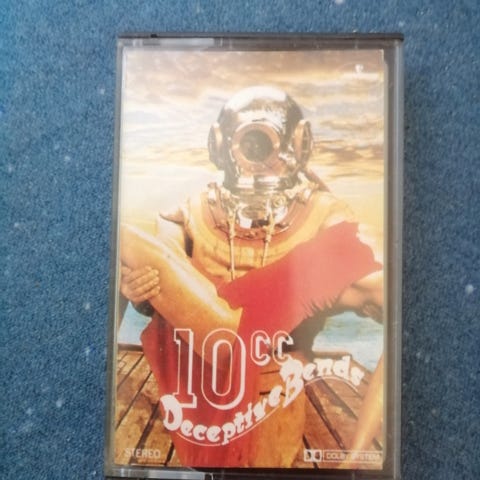 10cc
Deceptive Bends
STEREO
DOLBY SYSTEM